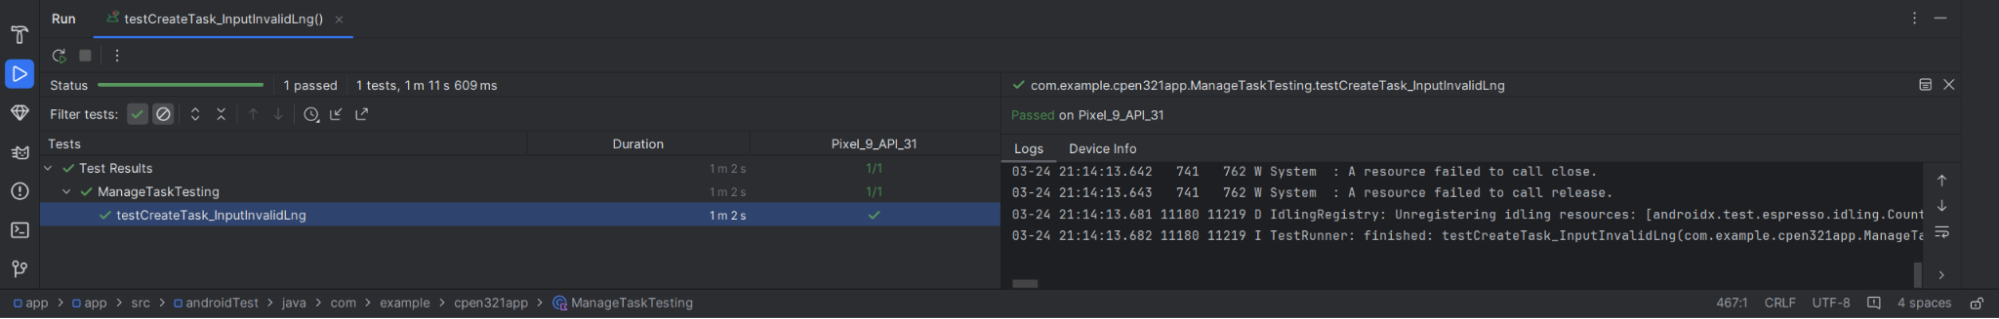 Run testCreateTask_InputInvalidLng()
Status 1 passed 1 tests, 1 m 11 s 609 ms
Filter tests:
Tests Duration Pixel_9_API_31
Test Results 1 m 2 s 1/1
ManageTaskTesting 1 m 2 s 1/1
testCreateTask_InputInvalidLng 1 m 2 s
com.example.cpen321app.ManageTaskTesting.testCreateTask_InputInvalidLng
Passed on Pixel_9_API_31
Logs Device Info
03-24 21:14:13.642 741 762 W System : A resource failed to call close.
03-24 21:14:13.643 741 762 W System : A resource failed to call release.
03-24 21:14:13.681 11180 11219 D IdlingRegistry: Unregistering idling resources: [androidx.test.espresso.idling.Count
03-24 21:14:13.682 11180 11219 I TestRunner: finished: testCreateTask_InputInvalidLng(com.example.cpen321app.ManageTa
app > app > src > androidTest > java > com > example > cpen321app > ManageTaskTesting 467:1 CRLF UTF-8 4 spaces